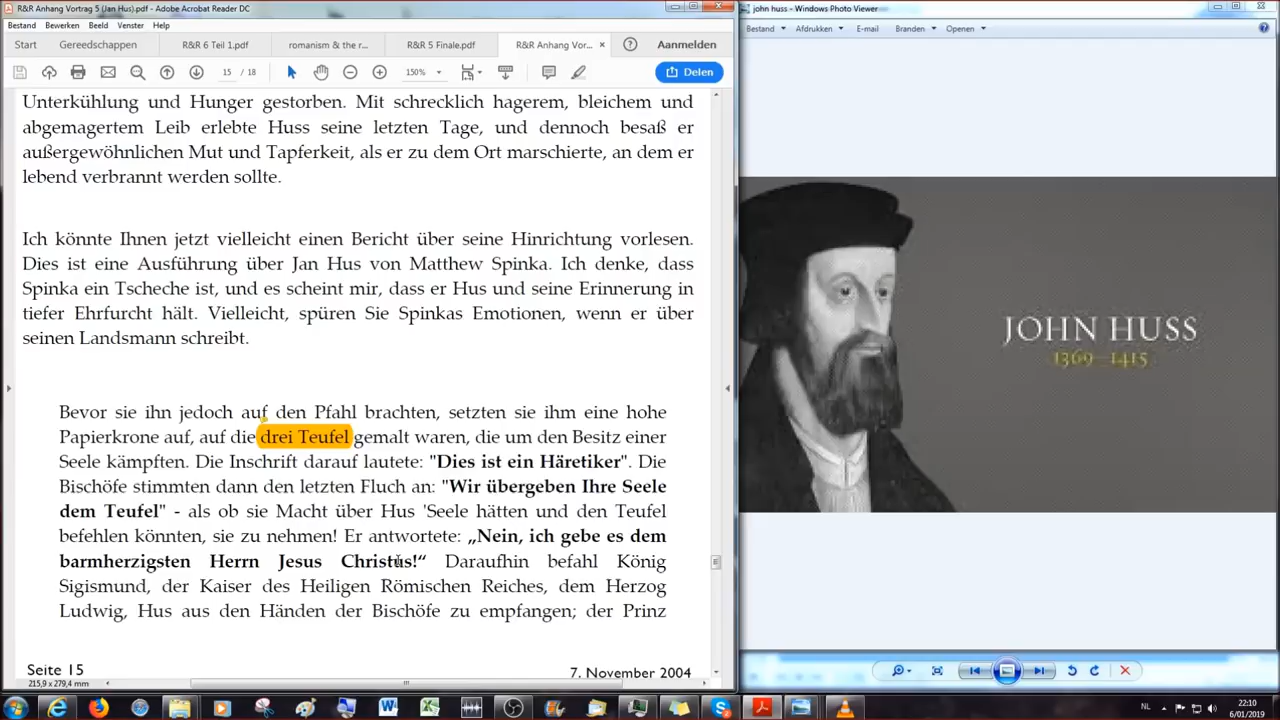 R&R Anhang Vortrag 5 (Jan Hus).pdf - Adobe Acrobat Reader DC
Bestand Bewerken Beeld Venster Help
Start Gereedschappen R&R 6 Teil 1.pdf romanism & the r... R&R 5 Finale.pdf R&R Anhang Vor... × ? Aanmelden
15 / 18 150% Delen
Unterkühlung und Hunger gestorben. Mit schrecklich hagerem, bleichem und
abgemagertem Leib erlebte Huss seine letzten Tage, und dennoch besaß er
außergewöhnlichen Mut und Tapferkeit, als er zu dem Ort marschierte, an dem er
lebend verbrannt werden sollte.
Ich könnte Ihnen jetzt vielleicht einen Bericht über seine Hinrichtung vorlesen.
Dies ist eine Ausführung über Jan Hus von Matthew Spinka. Ich denke, dass
Spinka ein Tscheche ist, und es scheint mir, dass er Hus und seine Erinnerung in
tiefer Ehrfurcht hält. Vielleicht, spüren Sie Spinkas Emotionen, wenn er über
seinen Landsmann schreibt.
Bevor sie ihn jedoch auf den Pfahl brachten, setzten sie ihm eine hohe
Papierkrone auf, auf die drei Teufel gemalt waren, die um den Besitz einer
Seele kämpften. Die Inschrift darauf lautete: "Dies ist ein Häretiker". Die
Bischöfe stimmten dann den letzten Fluch an: "Wir übergeben Ihre Seele
dem Teufel" - als ob sie Macht über Hus 'Seele hätten und den Teufel
befehlen könnten, sie zu nehmen! Er antwortete: „Nein, ich gebe es dem
barmherzigsten Herrn Jesus Christus!“ Daraufhin befahl König
Sigismund, der Kaiser des Heiligen Römischen Reiches, dem Herzog
Ludwig, Hus aus den Händen der Bischöfe zu empfangen; der Prinz
Seite 15 7. November 2004
215,9 x 279,4 mm
john huss - Windows Photo Viewer
Bestand Afdrukken E-mail Branden Openen
JOHN HUSS
1369 - 1415
NL 22:10
6/01/2019